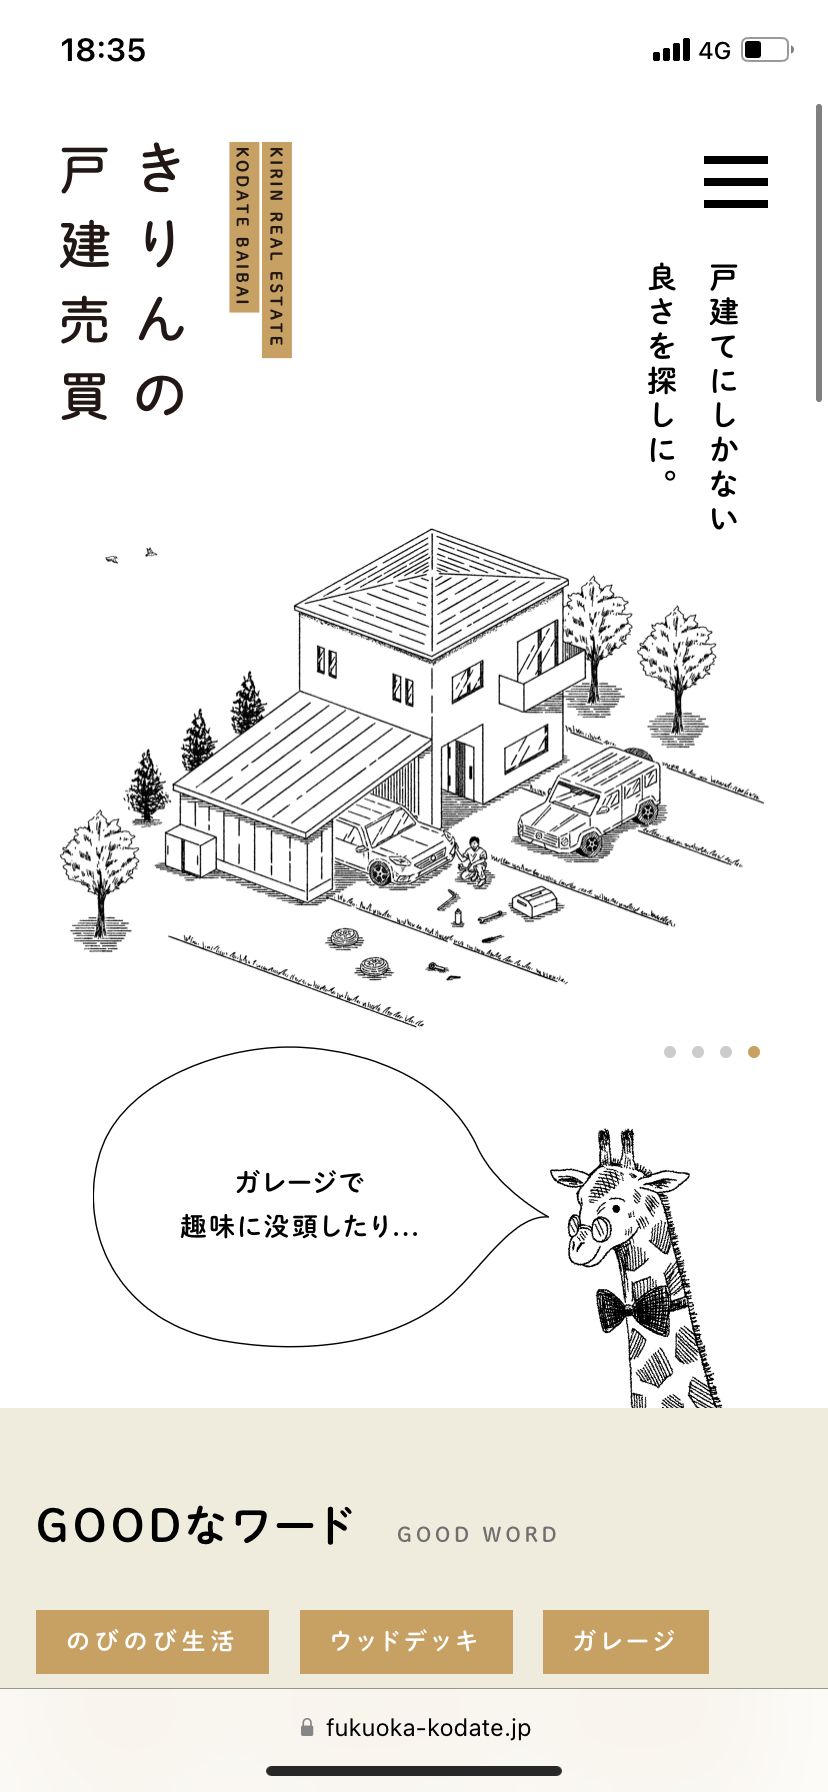 18:35
4G
きりんの
戸建売買
KIRIN REAL ESTATE
KODATE BAIBAI
戸建てにしかない
良さを探しに。
ガレージで
趣味に没頭したり...
GOODなワード
GOOD WORD
のびのび生活
ウッドデッキ
ガレージ
fukuoka-kodate.jp